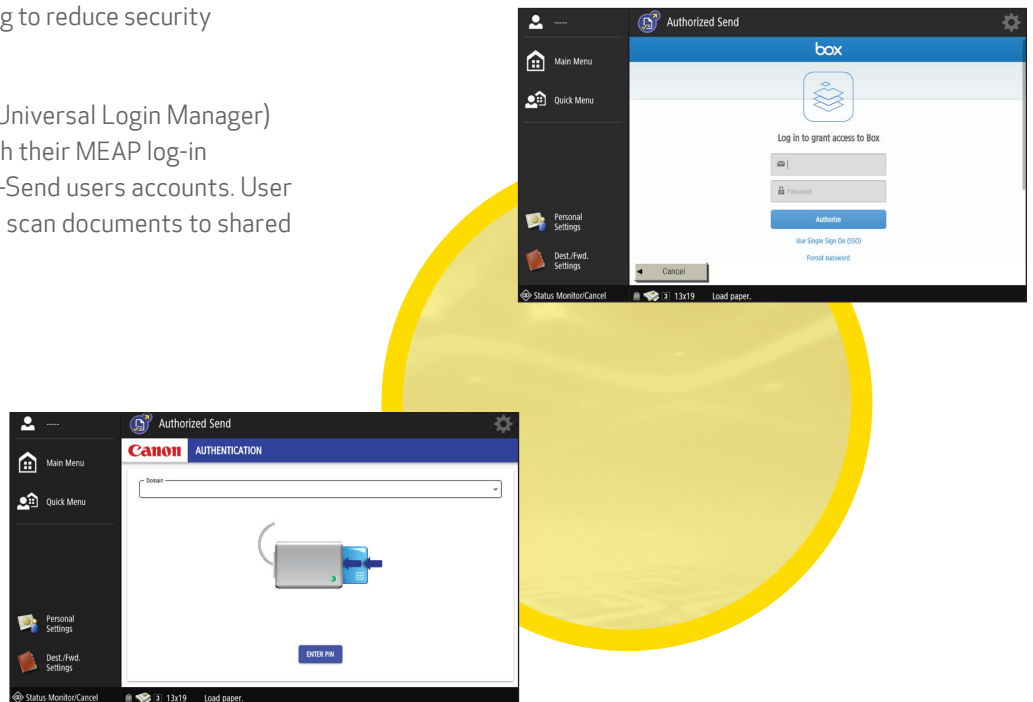 g to reduce security
Universal Login Manager)
h their MEAP log-in
-Send users accounts. User
scan documents to shared
-----
Authorized Send
box
Main Menu
Quick Menu
Log in to grant access to Box
Password
Authorize
Use Single Sign On (SSO)
Forgot password
Personal
Settings
Dest./Fwd.
Settings
Cancel
Status Monitor/Cancel
3 13x19 Load paper.
-----
Authorized Send
Canon AUTHENTICATION
Main Menu
Domain
Quick Menu
Personal
Settings
ENTER PIN
Dest./Fwd.
Settings
Status Monitor/Cancel
3 13x19 Load paper.